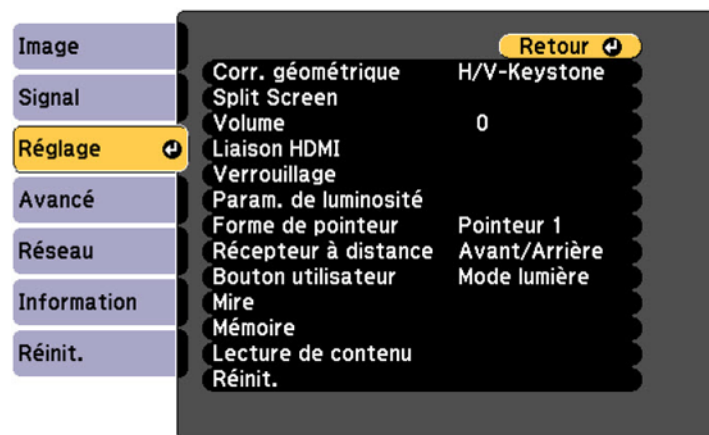 Image
Signal
Réglage
Avancé
Réseau
Information
Réinit.
Retour
Corr. géométrique H/V-Keystone
Split Screen
Volume 0
Liaison HDMI
Verrouillage
Param. de luminosité
Forme de pointeur Pointeur 1
Récepteur à distance Avant/Arrière
Bouton utilisateur Mode lumière
Mire
Mémoire
Lecture de contenu
Réinit.